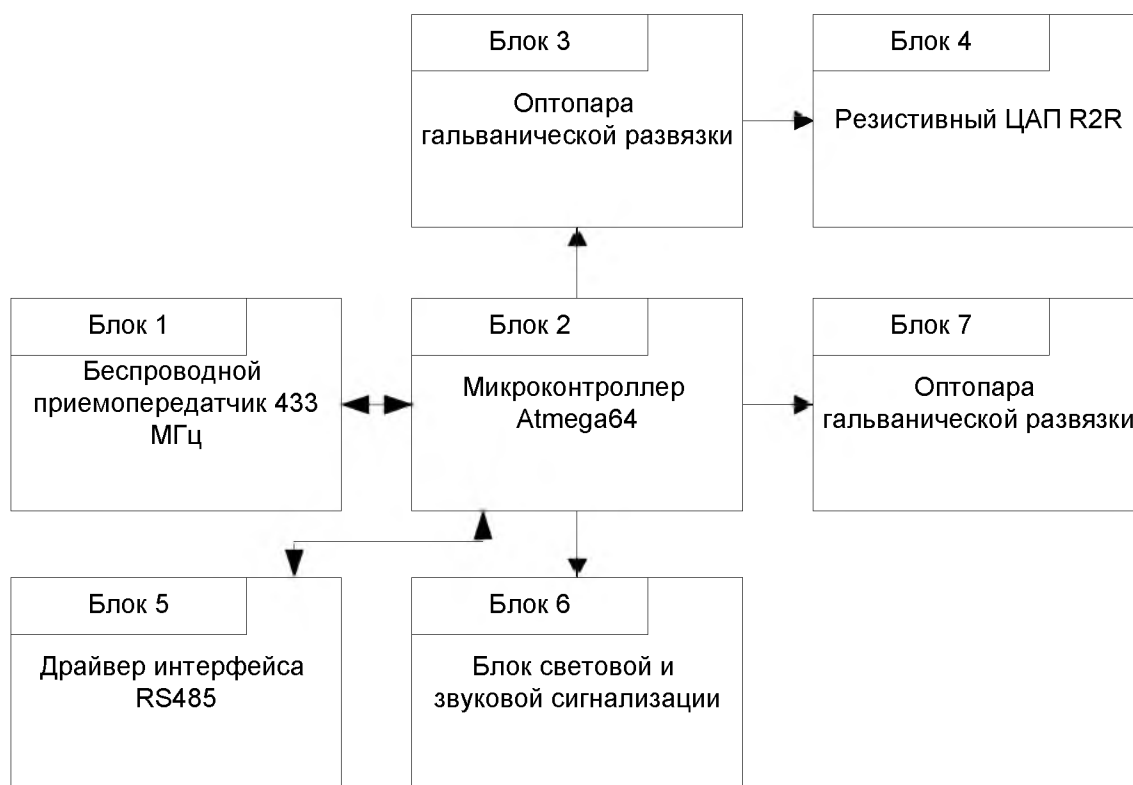 Блок 3
Оптопара
гальванической развязки
Блок 4
Резистивный ЦАП R2R
Блок 1
Беспроводной
приемопередатчик 433
МГц
Блок 2
Микроконтроллер
Atmega64
Блок 7
Оптопара
гальванической развязки
Блок 5
Драйвер интерфейса
RS485
Блок 6
Блок световой и
звуковой сигнализации